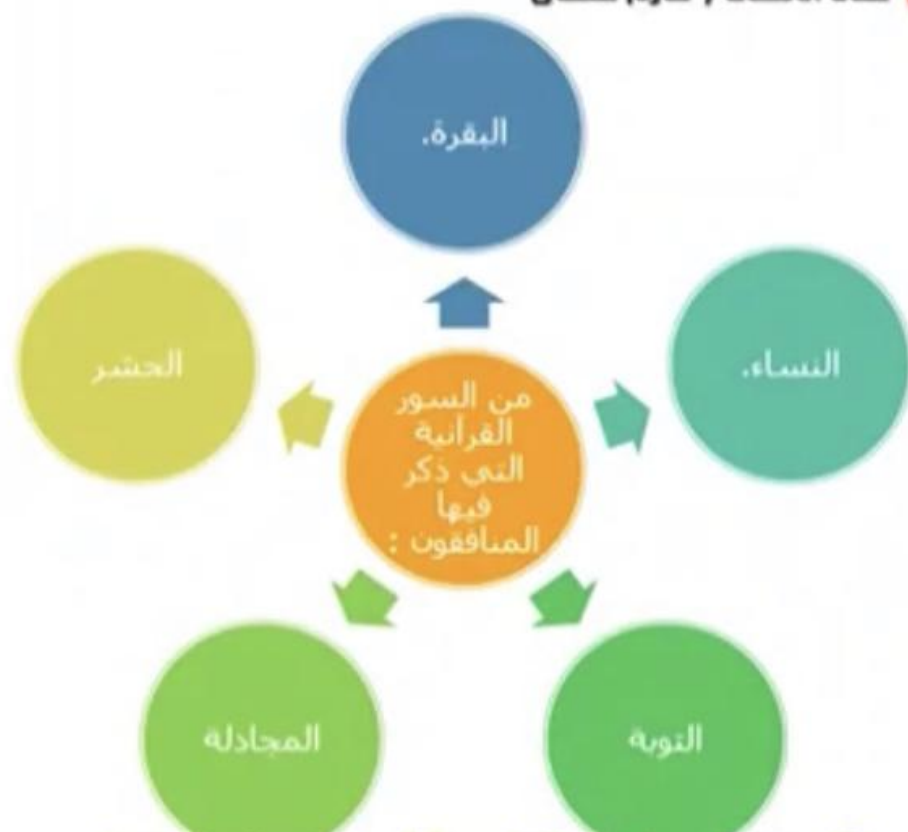 البقرة.
النساء.
الحشر
من السور
القرآنية
التي ذكر
فيها
المنافقون :
التوبة
المجادلة